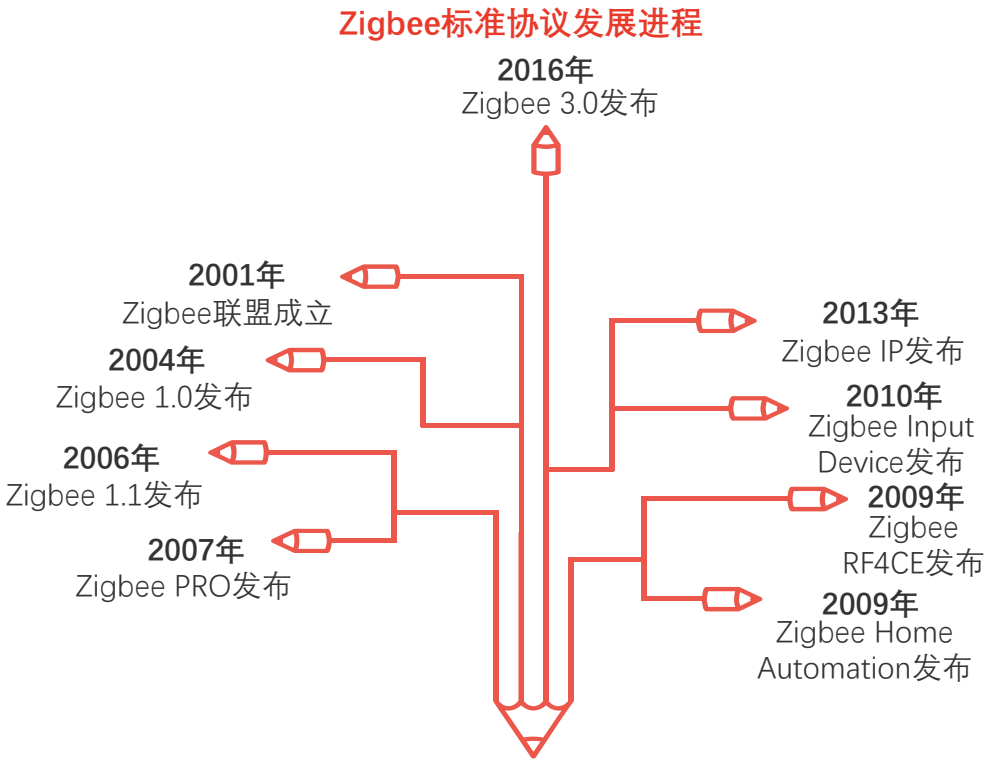 Zigbee标准协议发展进程
2016年
Zigbee 3.0发布
2001年
Zigbee联盟成立
2004年
Zigbee 1.0发布
2006年
Zigbee 1.1发布
2007年
Zigbee PRO发布
2013年
Zigbee IP发布
2010年
Zigbee Input
Device发布
2009年
Zigbee
RF4CE发布
2009年
Zigbee Home
Automation发布